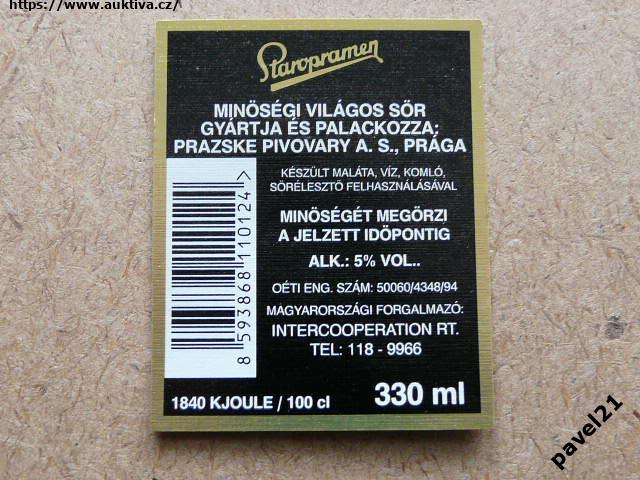 https://www.auktiva.cz/
Staropramen
MINŐSÉGI VILÁGOS SÖR
GYÁRTJA ÉS PALACKOZZA:
PRAZSKE PIVOVARY A. S., PRÁGA
KÉSZÜLT MALÁTA, VÍZ, KOMLÓ,
SÖRÉLESZTŐ FELHASZNÁLÁSÁVAL
MINŐSÉGÉT MEGŐRZI
A JELZETT IDŐPONTIG
ALK.: 5% VOL..
OÉTI ENG. SZÁM: 50060/4348/94
MAGYARORSZÁGI FORGALMAZÓ:
INTERCOOPERATION RT.
TEL: 118 - 9966
8 593868 110124 >
1840 KJOULE / 100 cl
330 ml
pavel21